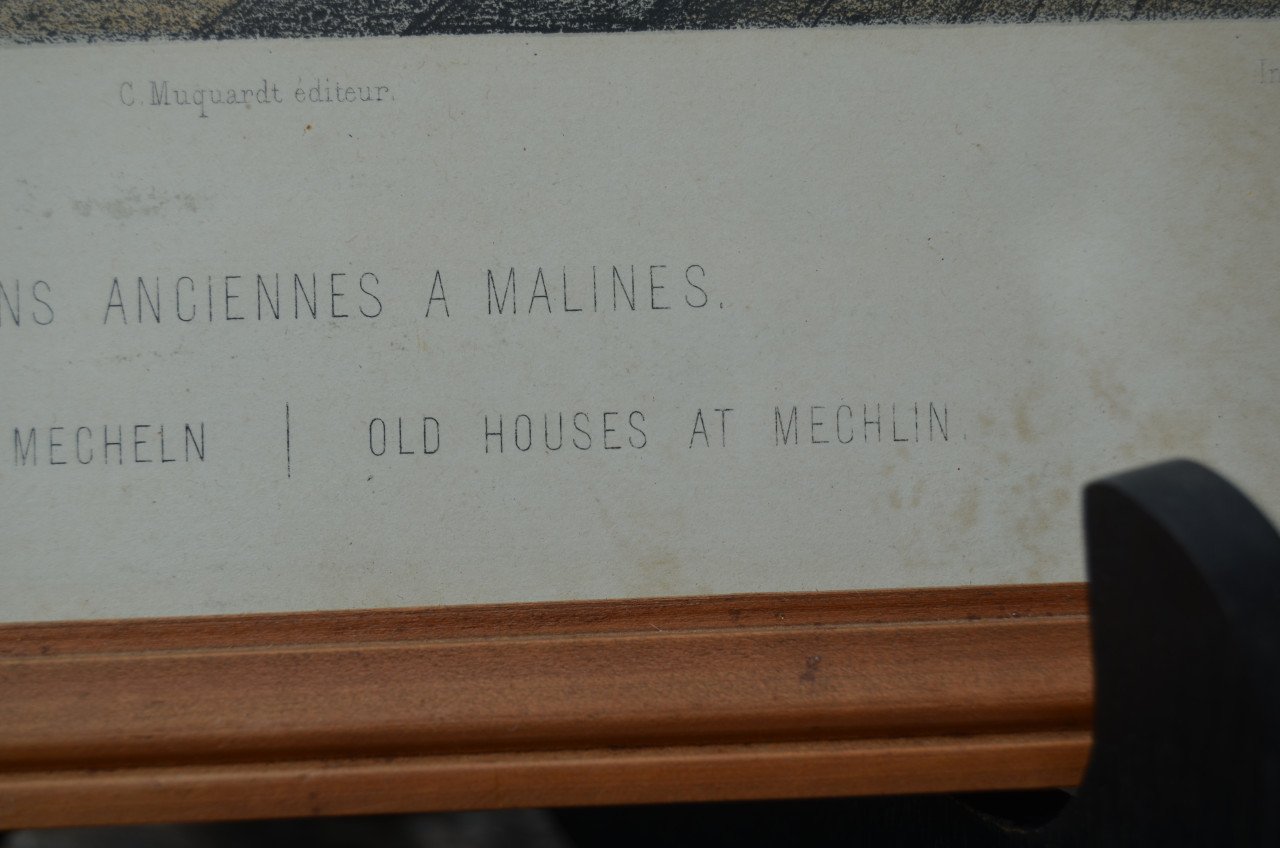 C. Muquardt éditeur.
NS ANCIENNES A MALINES.
MECHELN | OLD HOUSES AT MECHLIN.